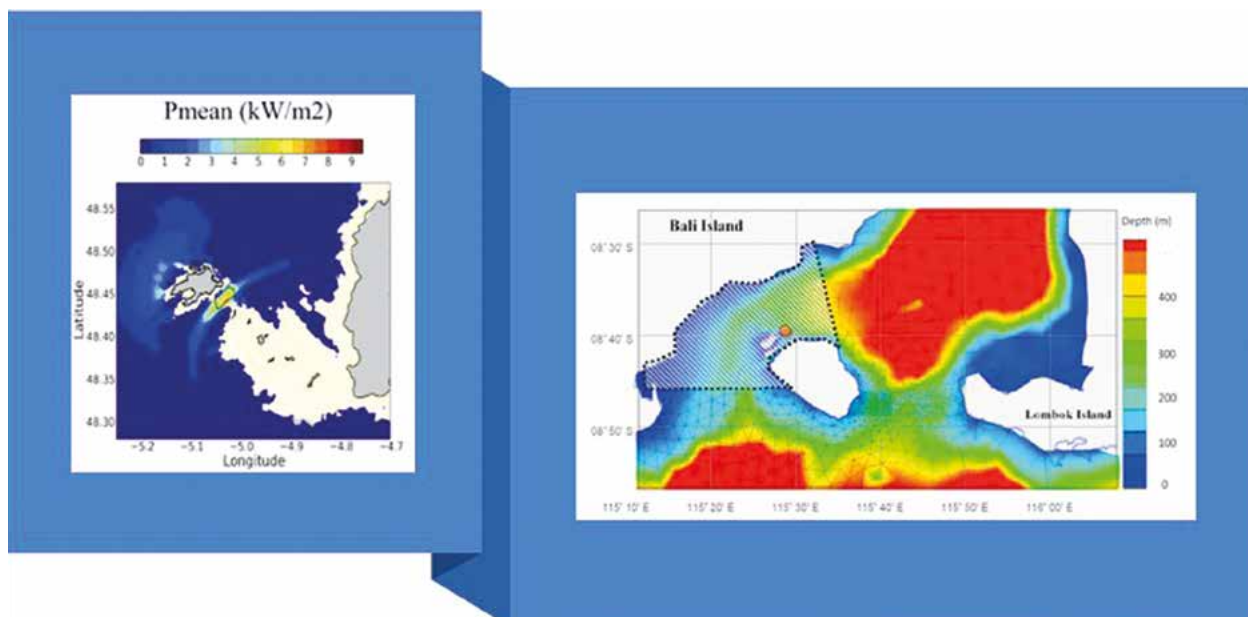 Pmean (kW/m2)
0 1 2 3 4 5 6 7 8 9
48.55
48.50
48.45
48.40
48.35
48.30
Latitude
−5.2 −5.1 −5.0 −4.9 −4.8 −4.7
Longitude
Bali Island
Depth (m)
08° 30' S
400
08° 40' S
300
200
Lombok Island
08° 50' S
100
0
115° 10' E 115° 20' E 115° 30' E 115° 40' E 115° 50' E 116° 00' E